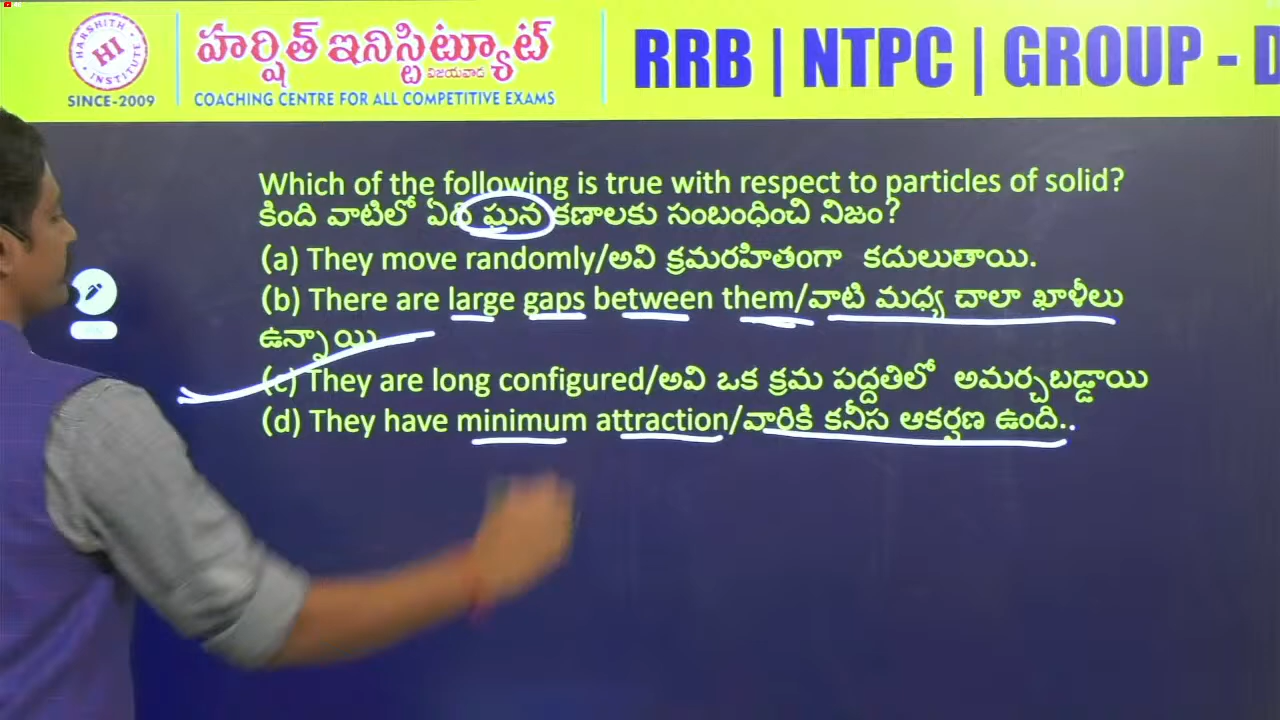 HARSHITH
HI
INSTITUTE
SINCE-2009
హర్షిత్ ఇనిస్టిట్యూట్
విజయవాడ
COACHING CENTRE FOR ALL COMPETITIVE EXAMS
RRB | NTPC | GROUP - D
Which of the following is true with respect to particles of solid?
కింది వాటిలో ఏది ఘన కణాలకు సంబంధించి నిజం?
(a) They move randomly/అవి క్రమరహితంగా కదులుతాయి.
(b) There are large gaps between them/వాటి మధ్య చాలా ఖాళీలు
ఉన్నాయి
(c) They are long configured/అవి ఒక క్రమ పద్దతిలో అమర్చబడ్డాయి
(d) They have minimum attraction/వారికి కనీస ఆకర్షణ ఉంది..